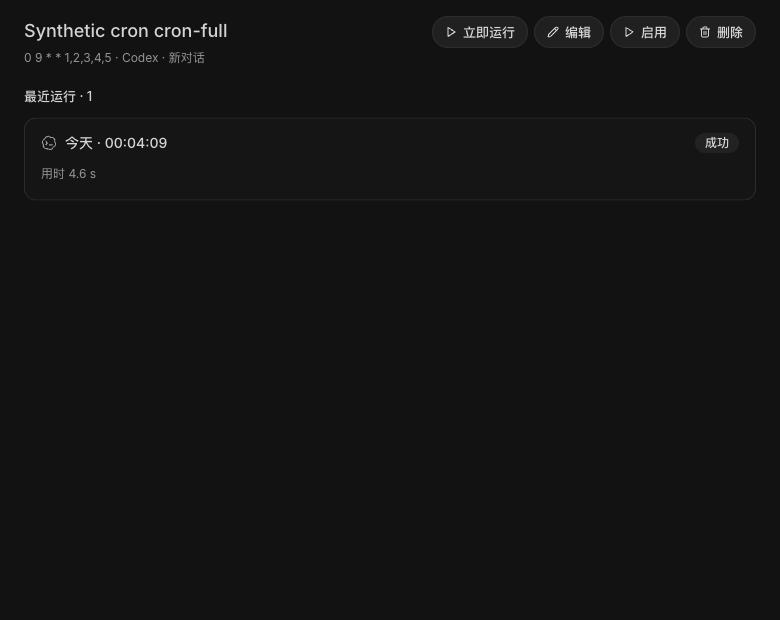 Synthetic cron cron-full
立即运行 编辑 启用 删除
0 9 * * 1,2,3,4,5 · Codex · 新对话
最近运行 · 1
今天 · 00:04:09 成功
用时 4.6 s